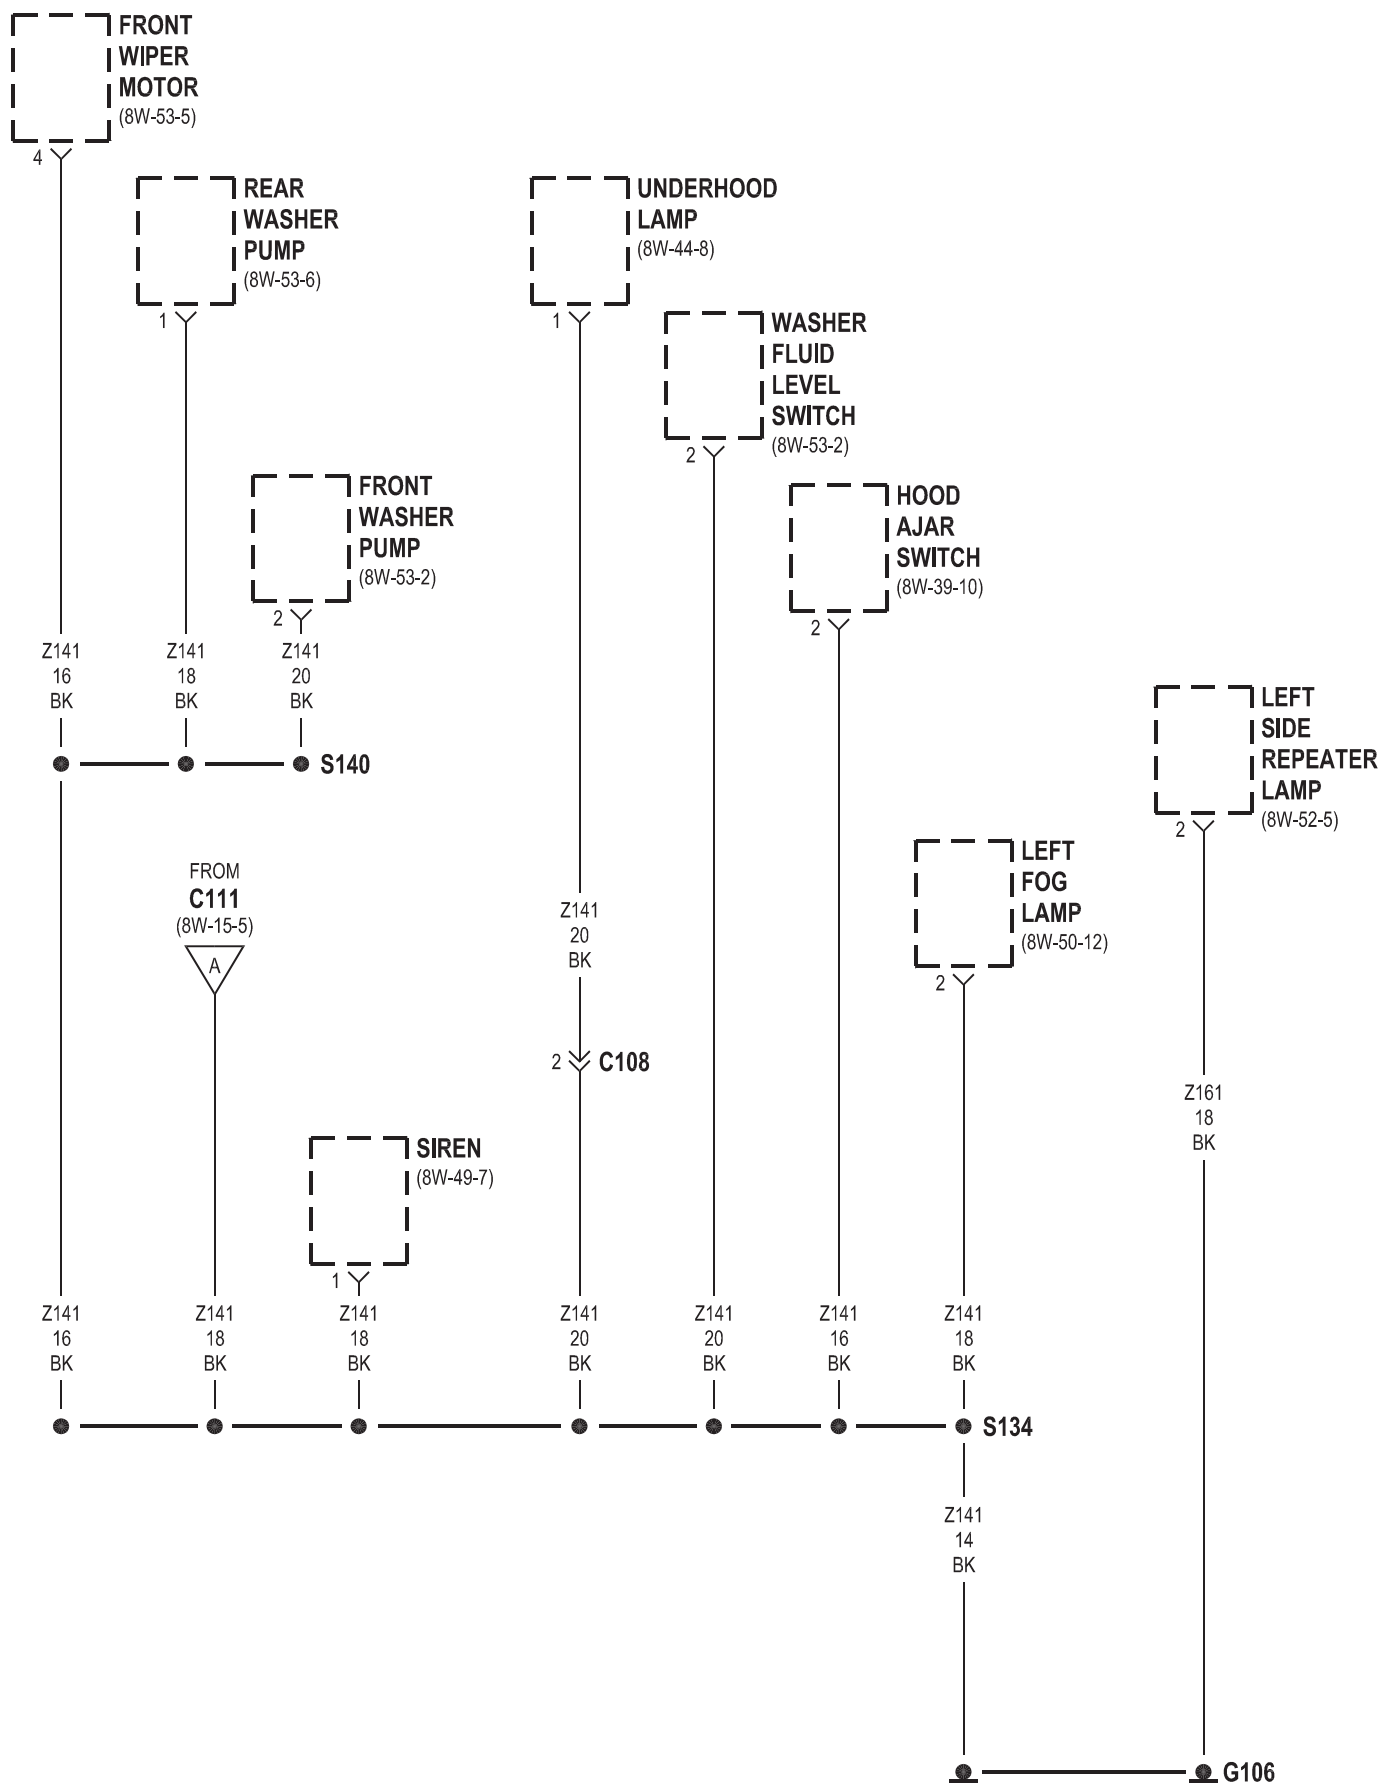 FRONT
WIPER
MOTOR
(8W-53-5)
4
REAR
WASHER
PUMP
(8W-53-6)
1
UNDERHOOD
LAMP
(8W-44-8)
1
WASHER
FLUID
LEVEL
SWITCH
(8W-53-2)
2
FRONT
WASHER
PUMP
(8W-53-2)
2
HOOD
AJAR
SWITCH
(8W-39-10)
2
Z141
16
BK
Z141
18
BK
Z141
20
BK
S140
LEFT
SIDE
REPEATER
LAMP
(8W-52-5)
2
LEFT
FOG
LAMP
(8W-50-12)
2
FROM
C111
(8W-15-5)
A
Z141
20
BK
2
C108
Z161
18
BK
SIREN
(8W-49-7)
1
Z141
16
BK
Z141
18
BK
Z141
18
BK
Z141
20
BK
Z141
20
BK
Z141
16
BK
Z141
18
BK
S134
Z141
14
BK
G106